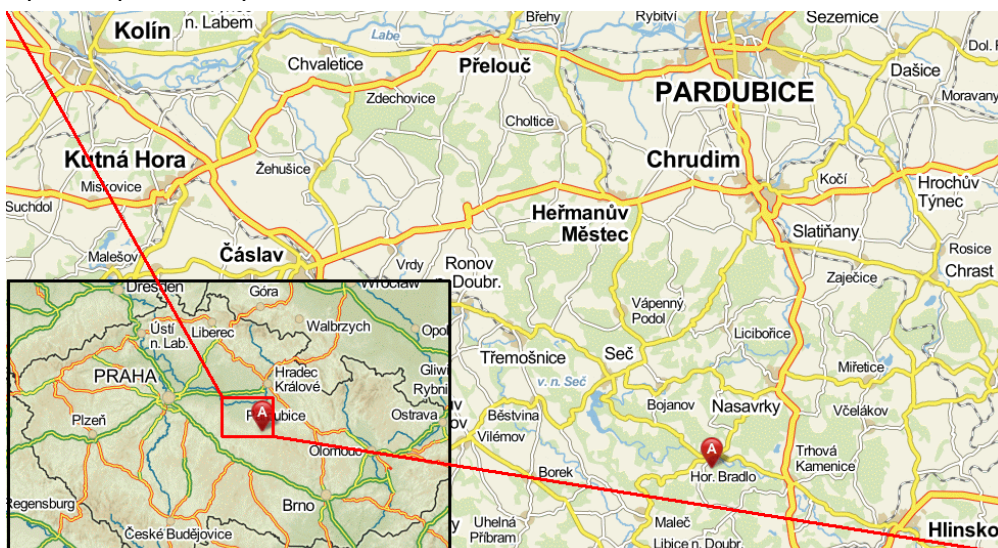 Kolín
n. Labem
Labe
Břehy
Rybitví
Sezemice
Dol. R
Chvaletice
Přelouč
Dašice
Zdechovice
PARDUBICE
Moravany
Choltice
Kutná Hora
Chrudim
Žehušice
Miskovice
Kočí
Hrochův
Týnec
Suchdol
Heřmanův
Městec
Slatiňany
Malešov
Čáslav
Vrdy
Ronov
n. Doubr.
Rosice
Zaječice
Chrast
Dresden
Góra
Wrocław
Vápenný
Podol
Ústí
n. Lab.
Liberec
Walbrzych
Opol
Licibořice
Třemošnice
Seč
PRAHA
Hradec
Králové
Gliwi
Rybni
v. n. Seč
Miřetice
Bojanov
Nasavrky
Plzeň
A
Ostrava
Běstvina
Včelákov
Vilémov
Olomouc
A
Trhová
Kamenice
Borek
Hor. Bradlo
Regensburg
Brno
České Budějovice
Uhelná
Příbram
Maleč
Libice n. Doubr.
Hlinsko